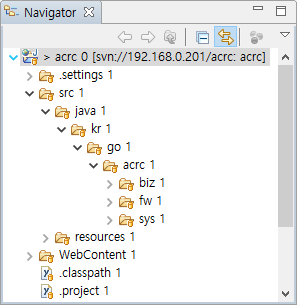 Navigator
> acrc 0 [svn://192.168.0.201/acrc: acrc]
.settings 1
src 1
java 1
kr 1
go 1
acrc 1
biz 1
fw 1
sys 1
resources 1
WebContent 1
.classpath 1
.project 1